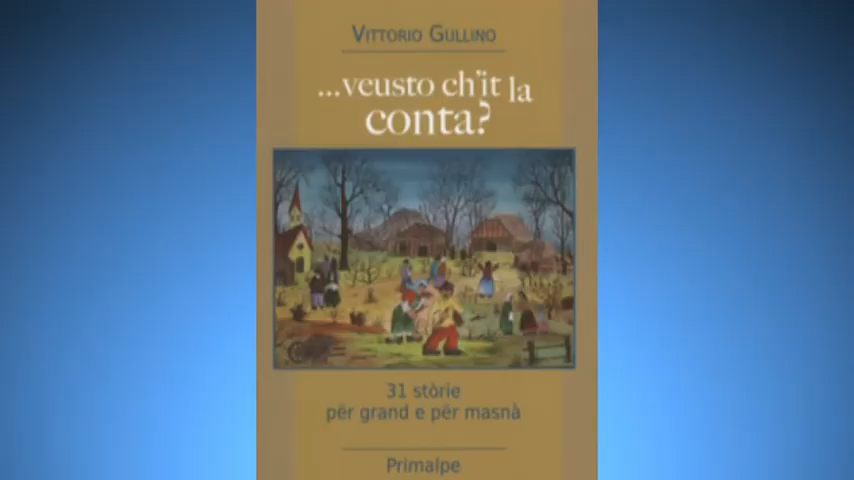 VITTORIO GULLINO
...veusto ch'it la
conta?
31 stòrie
për grand e për masnà
Primalpe